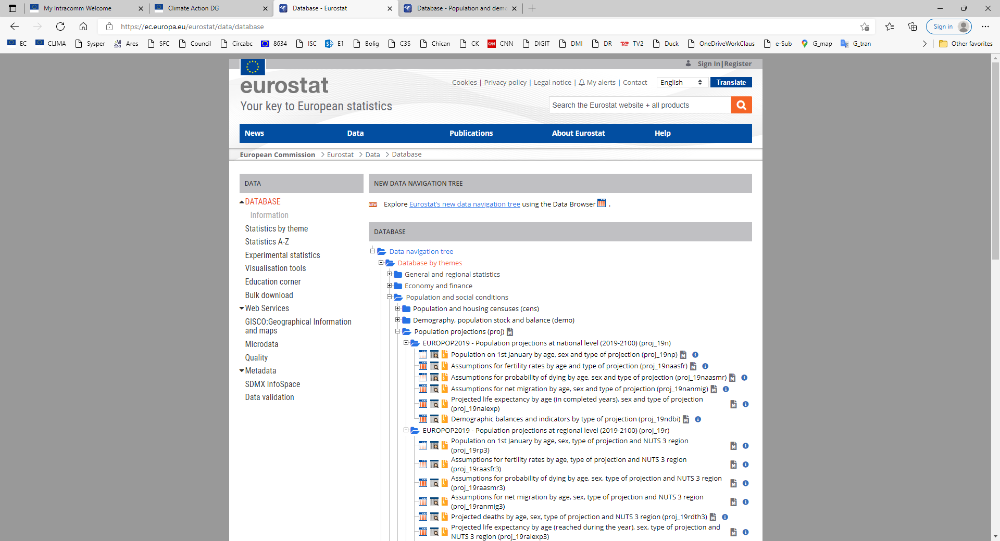 My Intracomm Welcome
Climate Action DG
Database - Eurostat
Database - Population and demo
https://ec.europa.eu/eurostat/data/database
Sign in
EC
CLIMA
Sysper
Ares
SFC
Council
Circabc
8634
ISC
E1
Bolig
C3S
Chican
CK
CNN
DIGIT
DMI
DR
TV2
Duck
OneDriveWorkClaus
e-Sub
G_map
G_tran
Other favorites
Sign In|Register
eurostat
Your key to European statistics
Cookies | Privacy policy | Legal notice | My alerts | Contact
English
Translate
Search the Eurostat website + all products
News
Data
Publications
About Eurostat
Help
European Commission > Eurostat > Data > Database
DATA
DATABASE
Information
Statistics by theme
Statistics A-Z
Experimental statistics
Visualisation tools
Education corner
Bulk download
Web Services
GISCO:Geographical Information
and maps
Microdata
Quality
Metadata
SDMX InfoSpace
Data validation
NEW DATA NAVIGATION TREE
NEW Explore Eurostat's new data navigation tree using the Data Browser .
DATABASE
Data navigation tree
Database by themes
General and regional statistics
Economy and finance
Population and social conditions
Population and housing censuses (cens)
Demography, population stock and balance (demo)
Population projections (proj)
EUROPOP2019 - Population projections at national level (2019-2100) (proj_19n)
Population on 1st January by age, sex and type of projection (proj_19np)
Assumptions for fertility rates by age and type of projection (proj_19naasfr)
Assumptions for probability of dying by age, sex and type of projection (proj_19naasmr)
Assumptions for net migration by age, sex and type of projection (proj_19nanmig)
Projected life expectancy by age (in completed years), sex and type of projection
(proj_19nalexp)
Demographic balances and indicators by type of projection (proj_19ndbi)
EUROPOP2019 - Population projections at regional level (2019-2100) (proj_19r)
Population on 1st January by age, sex, type of projection and NUTS 3 region
(proj_19rp3)
Assumptions for fertility rates by age, type of projection and NUTS 3 region
(proj_19raasfr3)
Assumptions for probability of dying by age, sex, type of projection and NUTS 3 region
(proj_19raasmr3)
Assumptions for net migration by age, sex, type of projection and NUTS 3 region
(proj_19ranmig3)
Projected deaths by age, sex, type of projection and NUTS 3 region (proj_19rdth3)
Projected life expectancy by age (reached during the year), sex, type of projection and
NUTS 3 region (proj_19ralexp3)